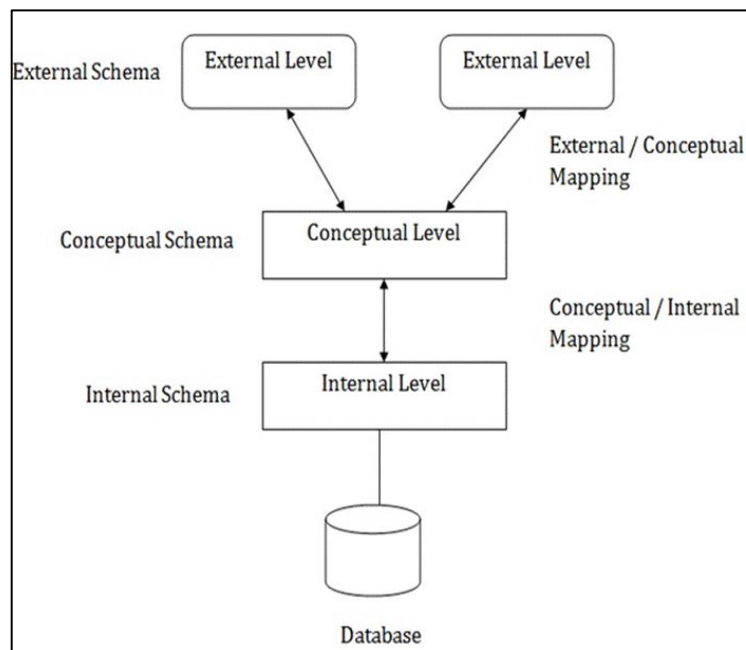 External Level
External Level
External Schema
External / Conceptual
Mapping
Conceptual Level
Conceptual Schema
Conceptual / Internal
Mapping
Internal Level
Internal Schema
Database